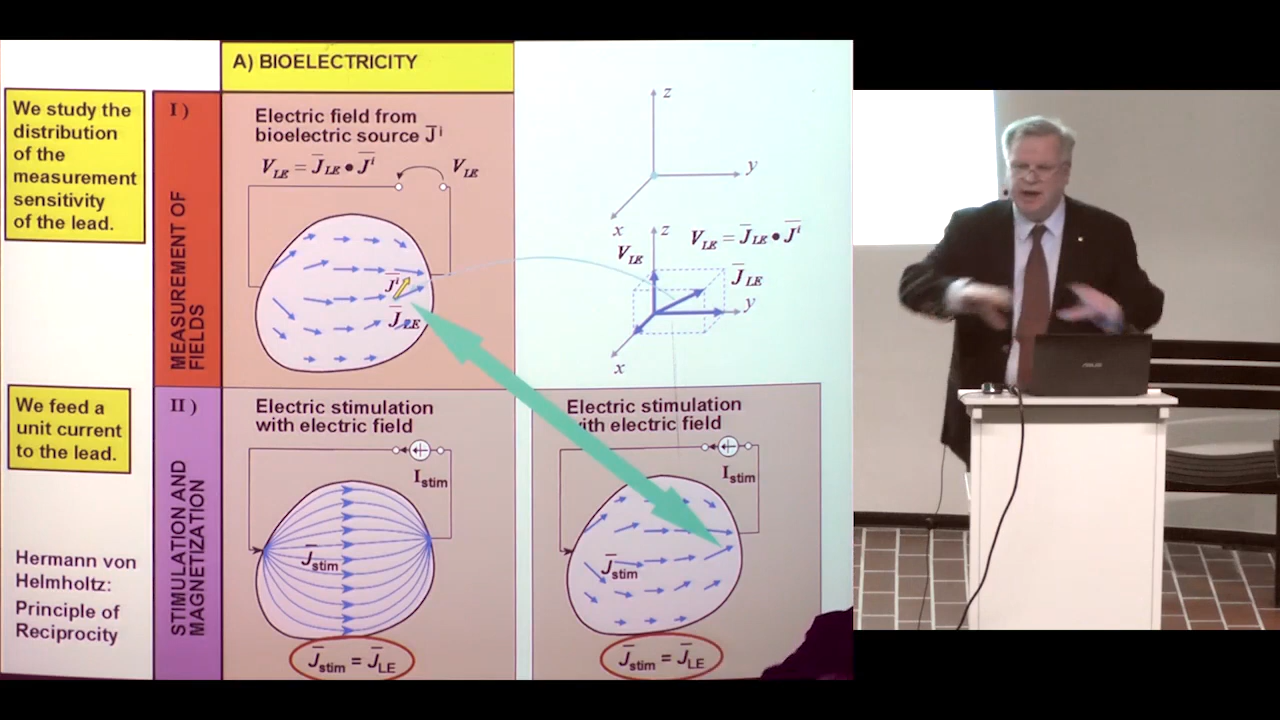 A) BIOELECTRICITY
We study the
distribution
of the
measurement
sensitivity
of the lead.
I )
MEASUREMENT OF
FIELDS
Electric field from
bioelectric source J̅ⁱ
V_LE = J̅_LE • J̅ⁱ
V_LE
J̅ⁱ
J̅_LE
z
y
x
z
V_LE = J̅_LE • J̅ⁱ
V_LE
J̅_LE
y
x
We feed a
unit current
to the lead.
Hermann von
Helmholtz:
Principle of
Reciprocity
II )
STIMULATION AND
MAGNETIZATION
Electric stimulation
with electric field
I_stim
J̅_stim
J̅_stim = J̅_LE
Electric stimulation
with electric field
I_stim
J̅_stim
J̅_stim = J̅_LE
ASUS